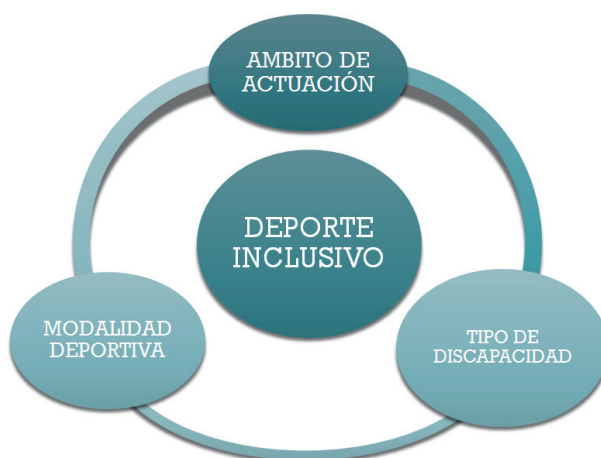 AMBITO DE
ACTUACIÓN
DEPORTE
INCLUSIVO
MODALIDAD
DEPORTIVA
TIPO DE
DISCAPACIDAD